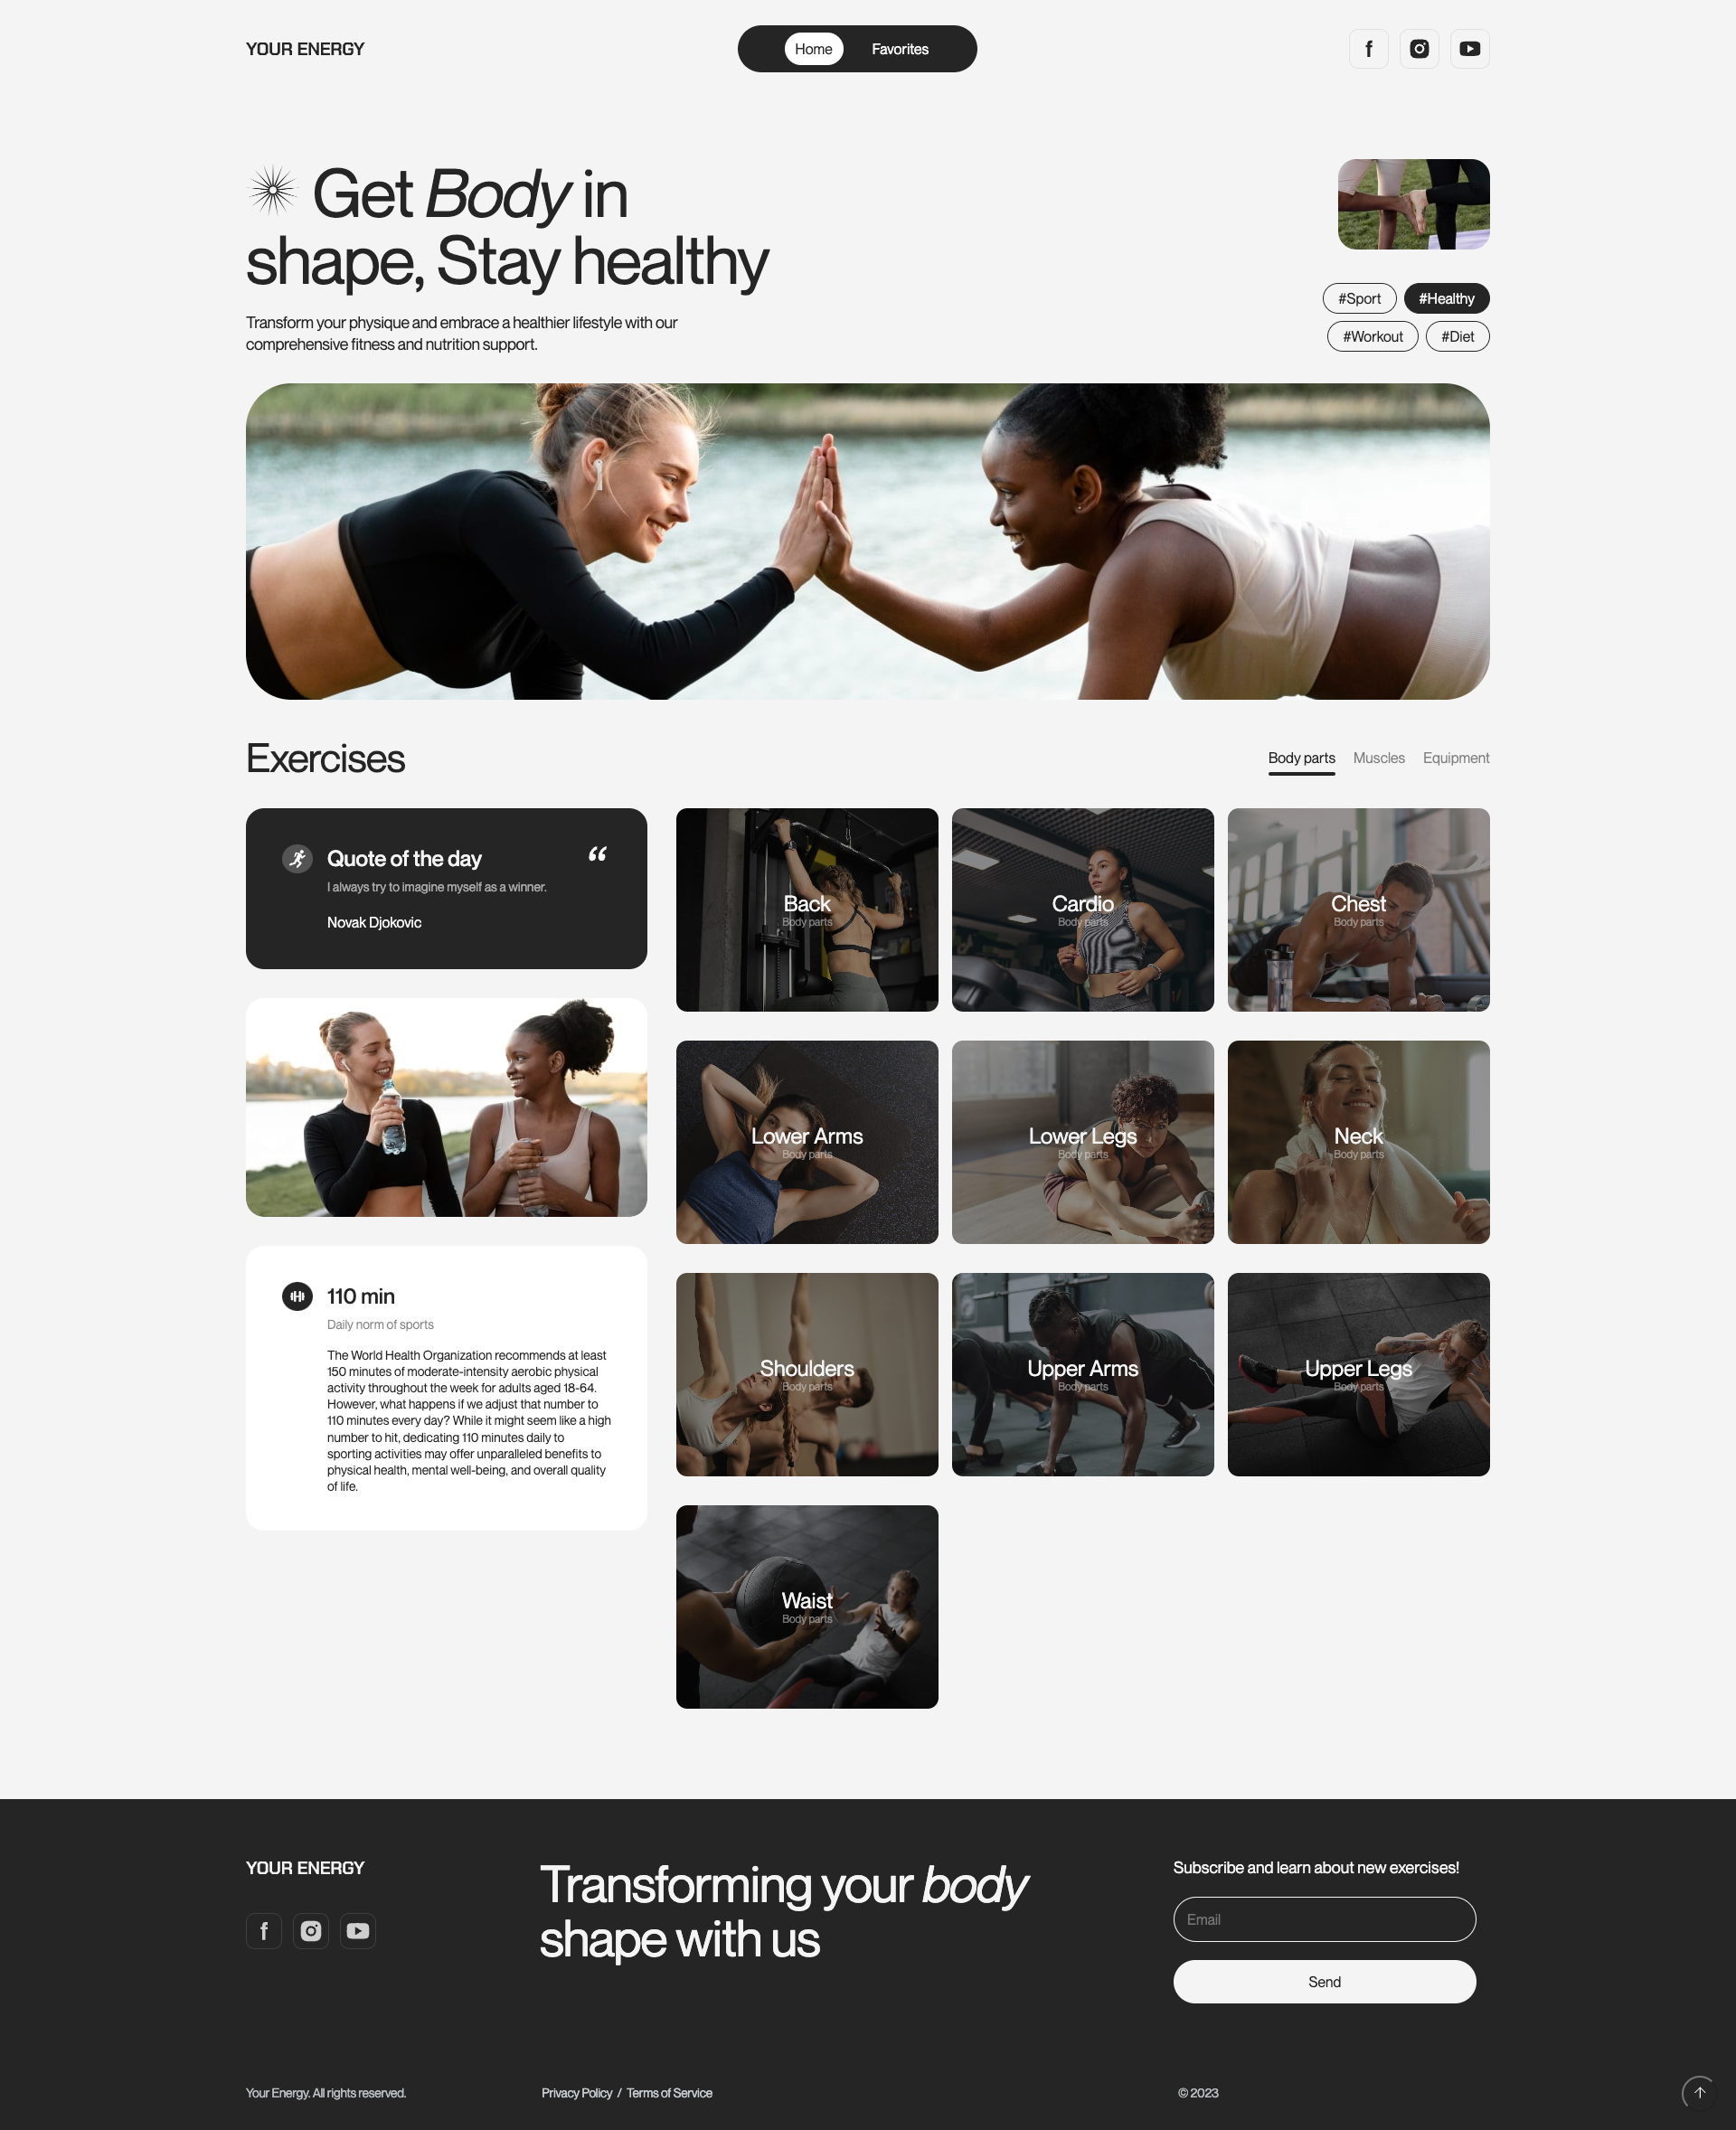 YOUR ENERGY
Home
Favorites
Get Body in
shape, Stay healthy
Transform your physique and embrace a healthier lifestyle with our
comprehensive fitness and nutrition support.
#Sport
#Healthy
#Workout
#Diet
Exercises
Body parts
Muscles
Equipment
Quote of the day
“
I always try to imagine myself as a winner.
Novak Djokovic
110 min
Daily norm of sports
The World Health Organization recommends at least
150 minutes of moderate-intensity aerobic physical
activity throughout the week for adults aged 18-64.
However, what happens if we adjust that number to
110 minutes every day? While it might seem like a high
number to hit, dedicating 110 minutes daily to
sporting activities may offer unparalleled benefits to
physical health, mental well-being, and overall quality
of life.
Back
Body parts
Cardio
Body parts
Chest
Body parts
Lower Arms
Body parts
Lower Legs
Body parts
Neck
Body parts
Shoulders
Body parts
Upper Arms
Body parts
Upper Legs
Body parts
Waist
Body parts
YOUR ENERGY
Transforming your body
shape with us
Subscribe and learn about new exercises!
Email
Send
Your Energy. All rights reserved.
Privacy Policy / Terms of Service
© 2023